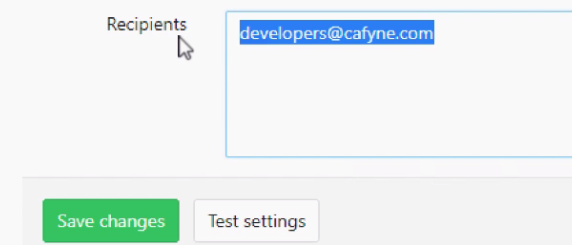 Recipients
developers@cafyne.com
Save changes
Test settings